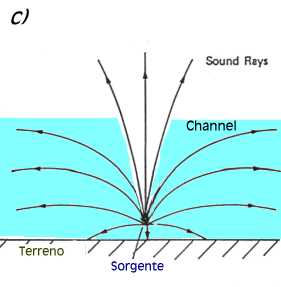 c)
Sound Rays
Channel
Terreno
Sorgente